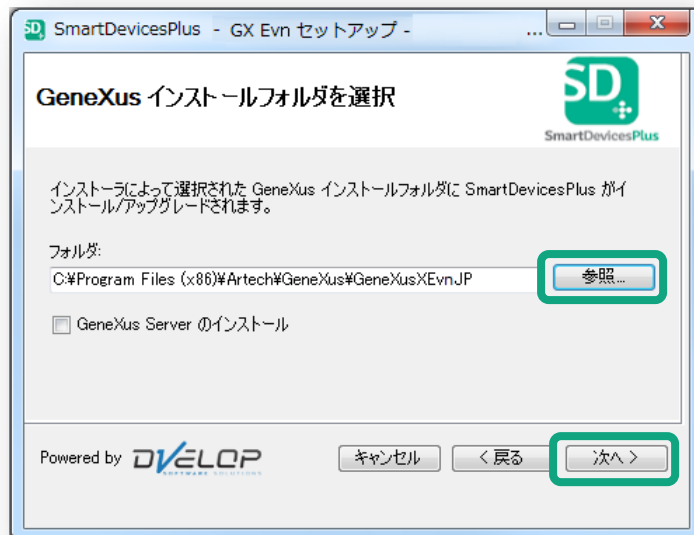 SmartDevicesPlus - GX Evn セットアップ - ...
GeneXus インストールフォルダを選択
SD
SmartDevicesPlus
インストーラによって選択された GeneXus インストールフォルダに SmartDevicesPlus がイ
ンストール/アップグレードされます。
フォルダ:
C:¥Program Files (x86)¥Artech¥GeneXus¥GeneXusXEvnJP
参照...
GeneXus Server のインストール
Powered by DVELOP
SOFTWARE SOLUTIONS
キャンセル
< 戻る
次へ >